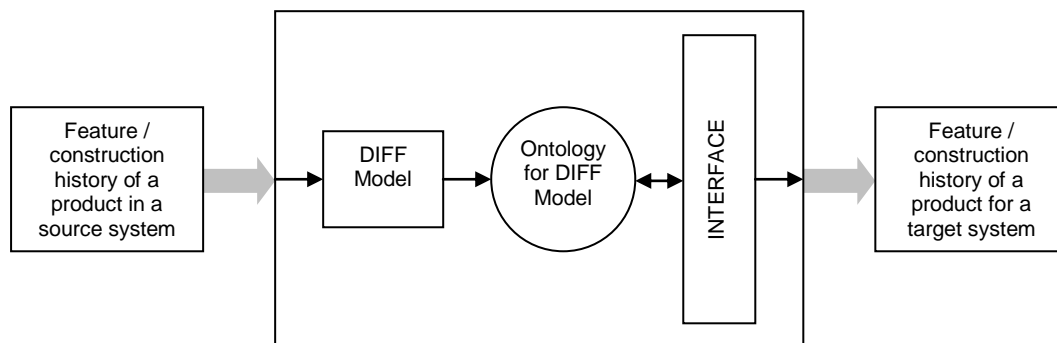 Feature /
construction
history of a
product in a
source system
DIFF
Model
Ontology
for DIFF
Model
INTERFACE
Feature /
construction
history of a
product for a
target system